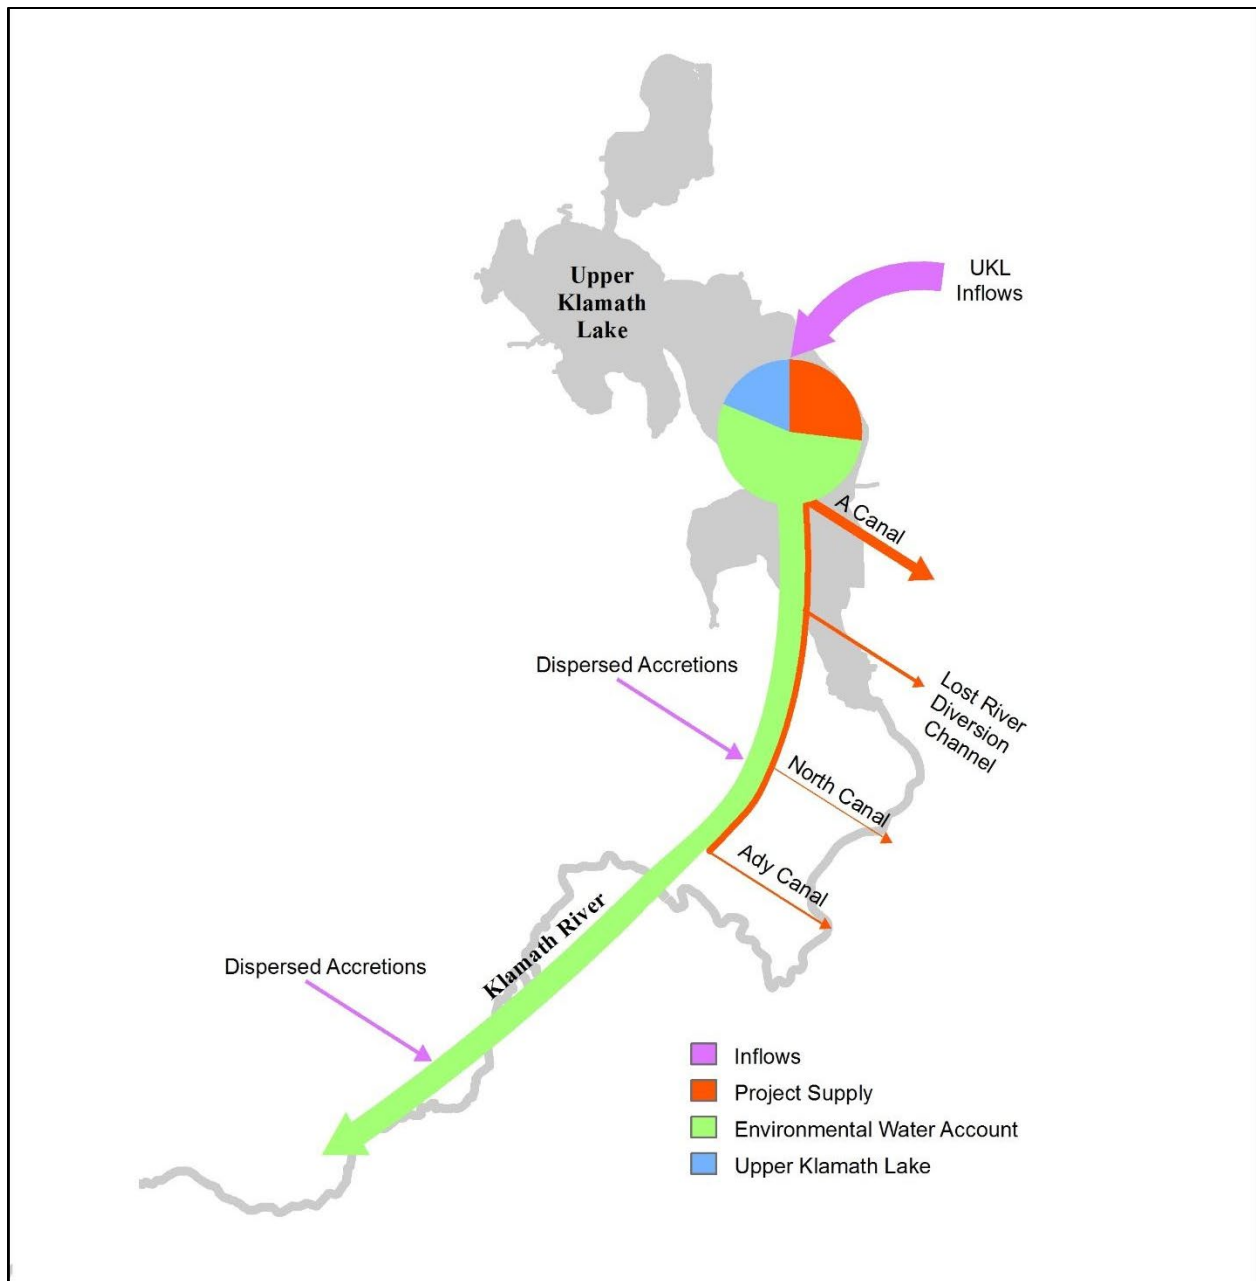 Upper
Klamath
Lake
UKL
Inflows
A Canal
Dispersed Accretions
Lost River
Diversion
Channel
North Canal
Ady Canal
Klamath River
Dispersed Accretions
Inflows
Project Supply
Environmental Water Account
Upper Klamath Lake